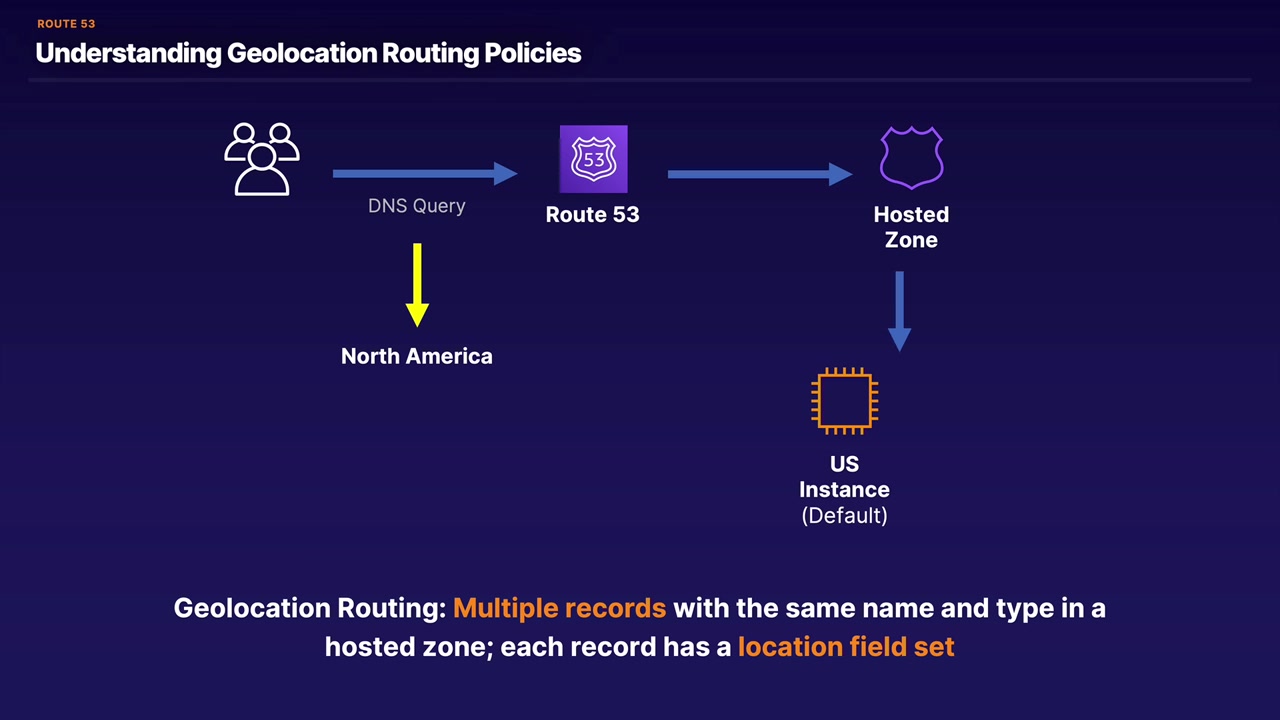 ROUTE 53
Understanding Geolocation Routing Policies
DNS Query
53
Route 53
Hosted
Zone
North America
US
Instance
(Default)
Geolocation Routing: Multiple records with the same name and type in a
hosted zone; each record has a location field set